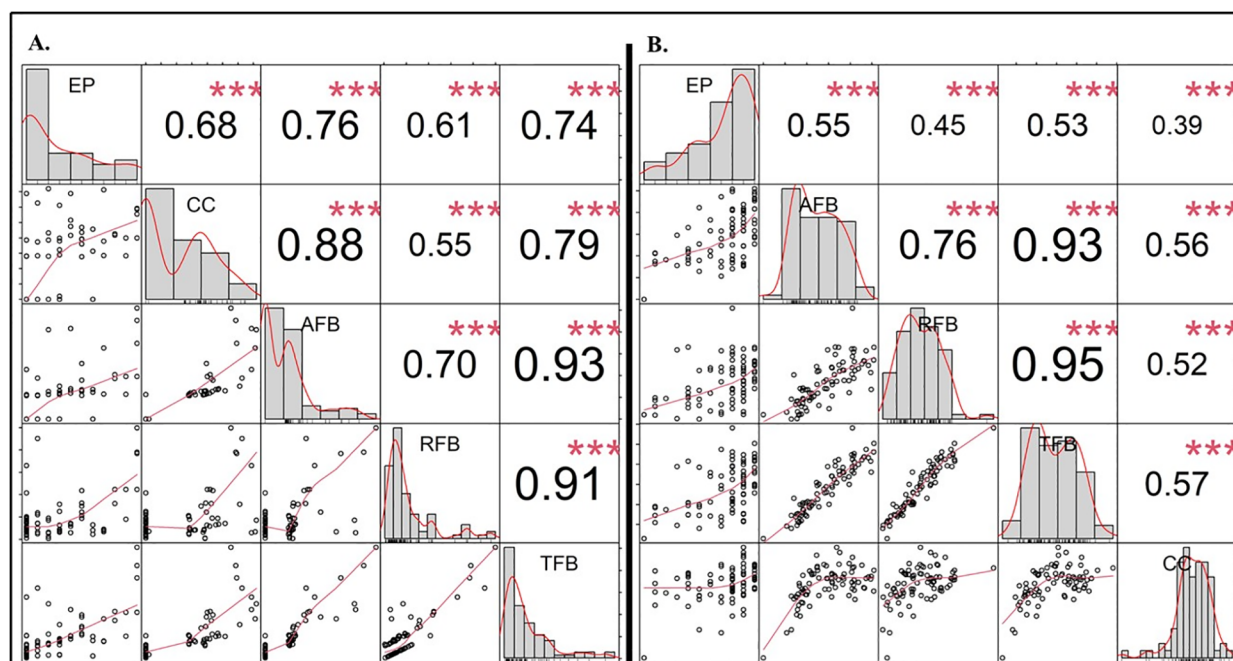 A.
EP *** *** *** ***
0.68 0.76 0.61 0.74
CC *** *** ***
0.88 0.55 0.79
AFB *** ***
0.70 0.93
RFB ***
0.91
TFB
B.
EP *** *** *** ***
0.55 0.45 0.53 0.39
AFB *** *** ***
0.76 0.93 0.56
RFB *** ***
0.95 0.52
TFB ***
0.57
CC